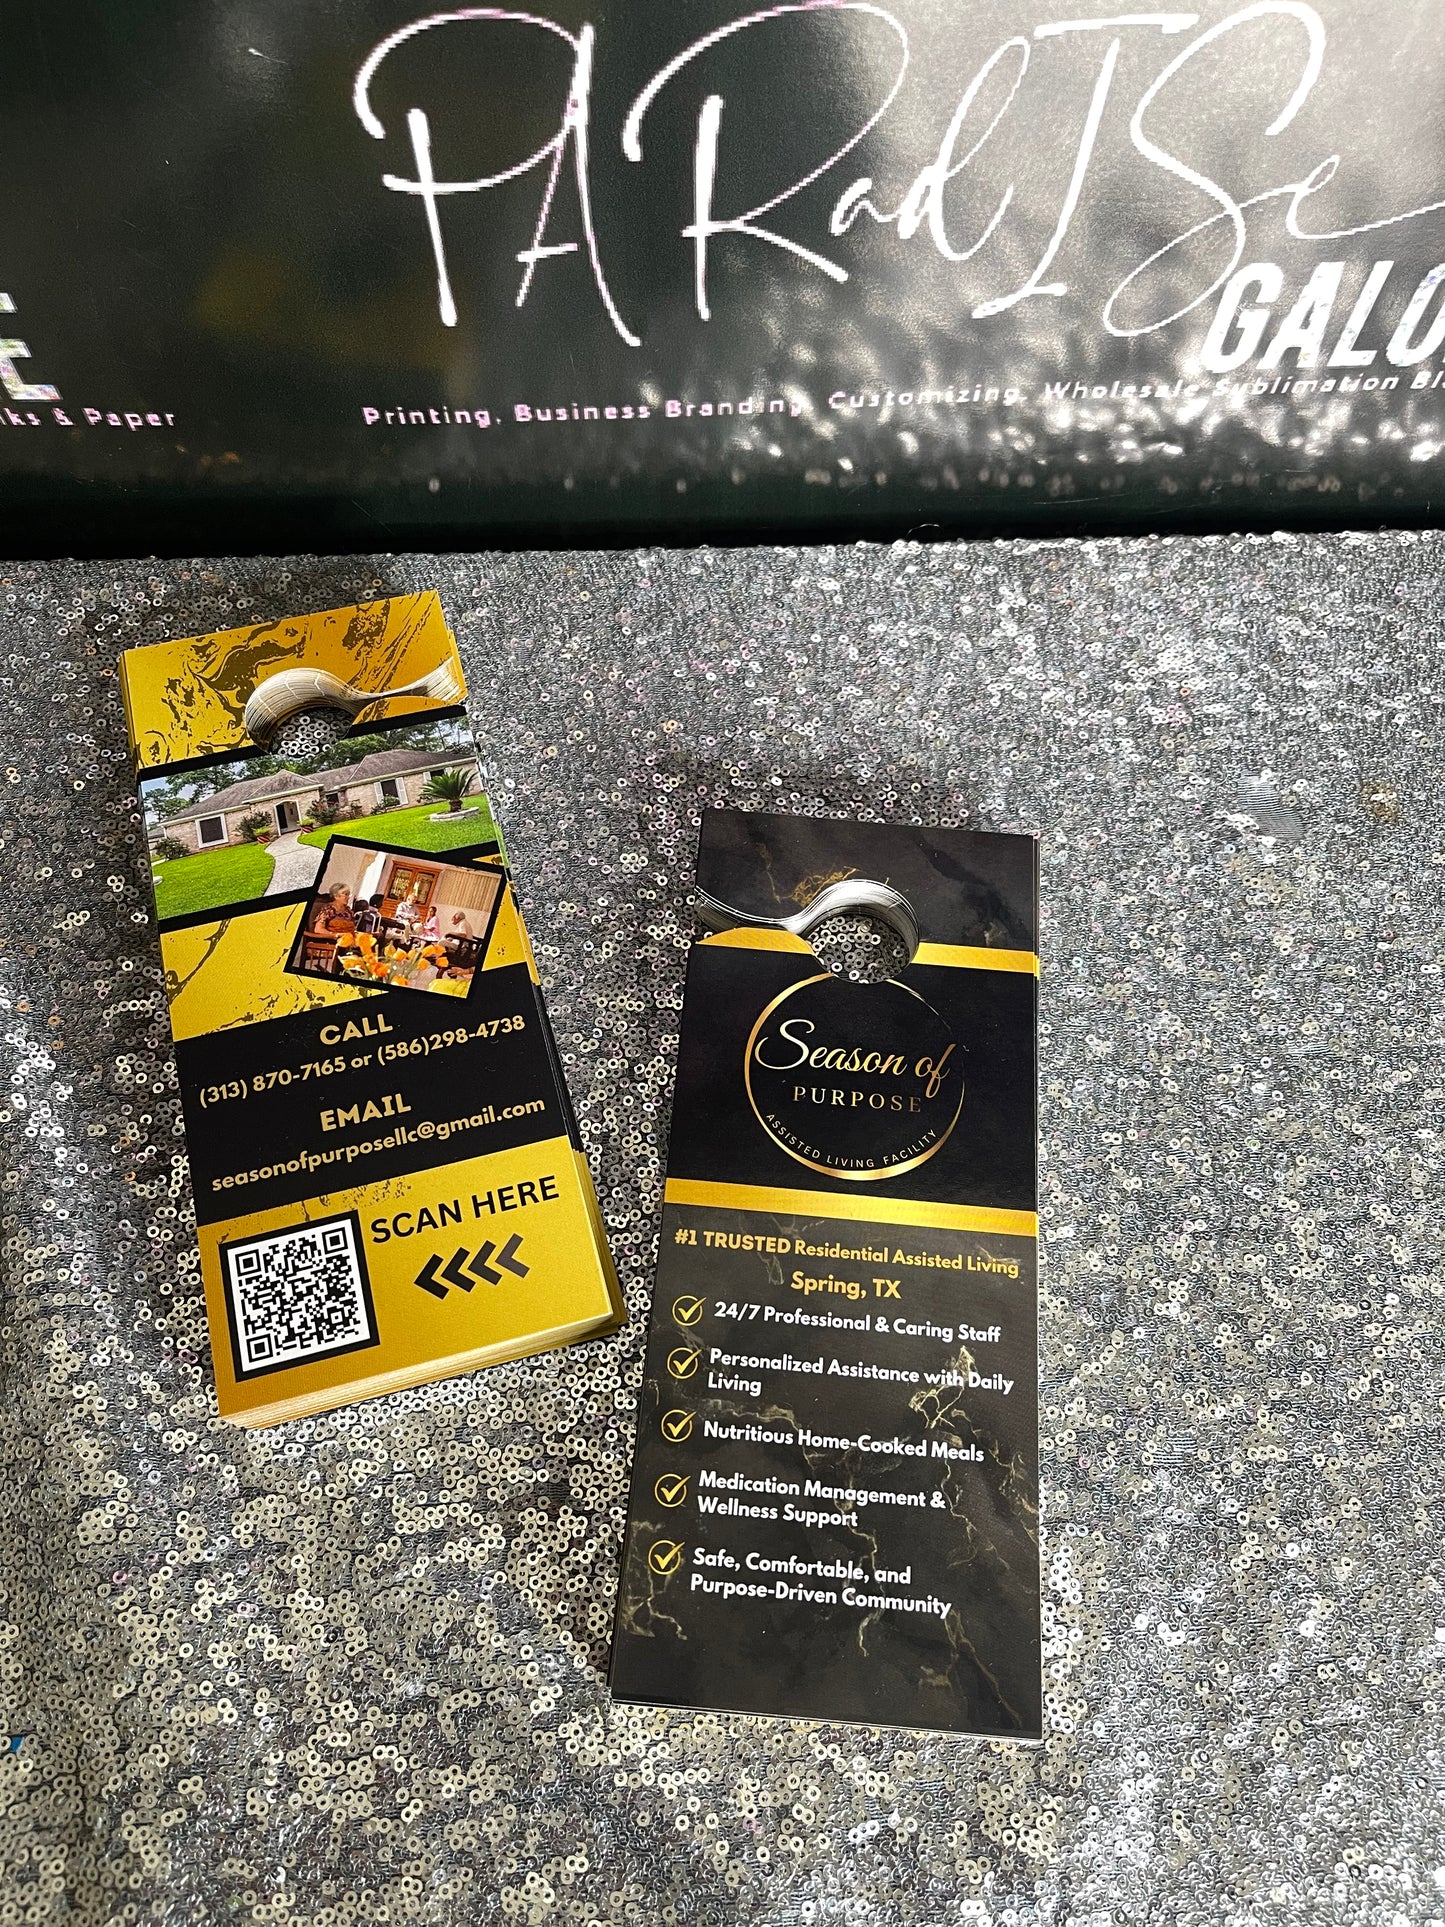 PARadISe
GALO
E
ks & Paper
Printing, Business Branding, Customizing, Wholesale Sublimation Bl
CALL
(313) 870-7165 or (586)298-4738
EMAIL
seasonofpurposellc@gmail.com
SCAN HERE
Season of
PURPOSE
ASSISTED LIVING FACILITY
#1 TRUSTED Residential Assisted Living
Spring, TX
24/7 Professional & Caring Staff
Personalized Assistance with Daily
Living
Nutritious Home-Cooked Meals
Medication Management &
Wellness Support
Safe, Comfortable, and
Purpose-Driven Community